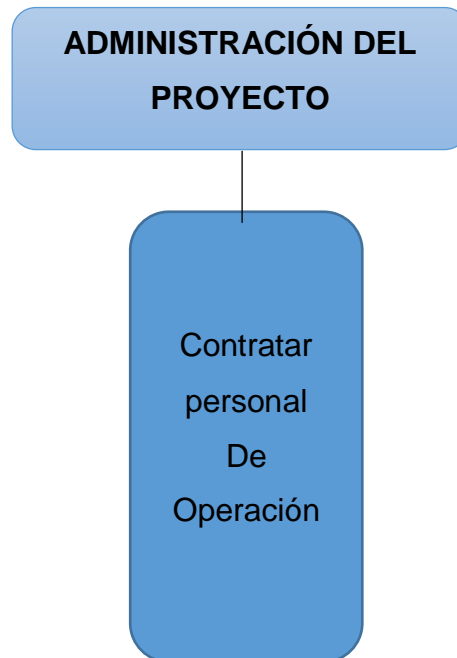 ADMINISTRACIÓN DEL
PROYECTO
Contratar
personal
De
Operación